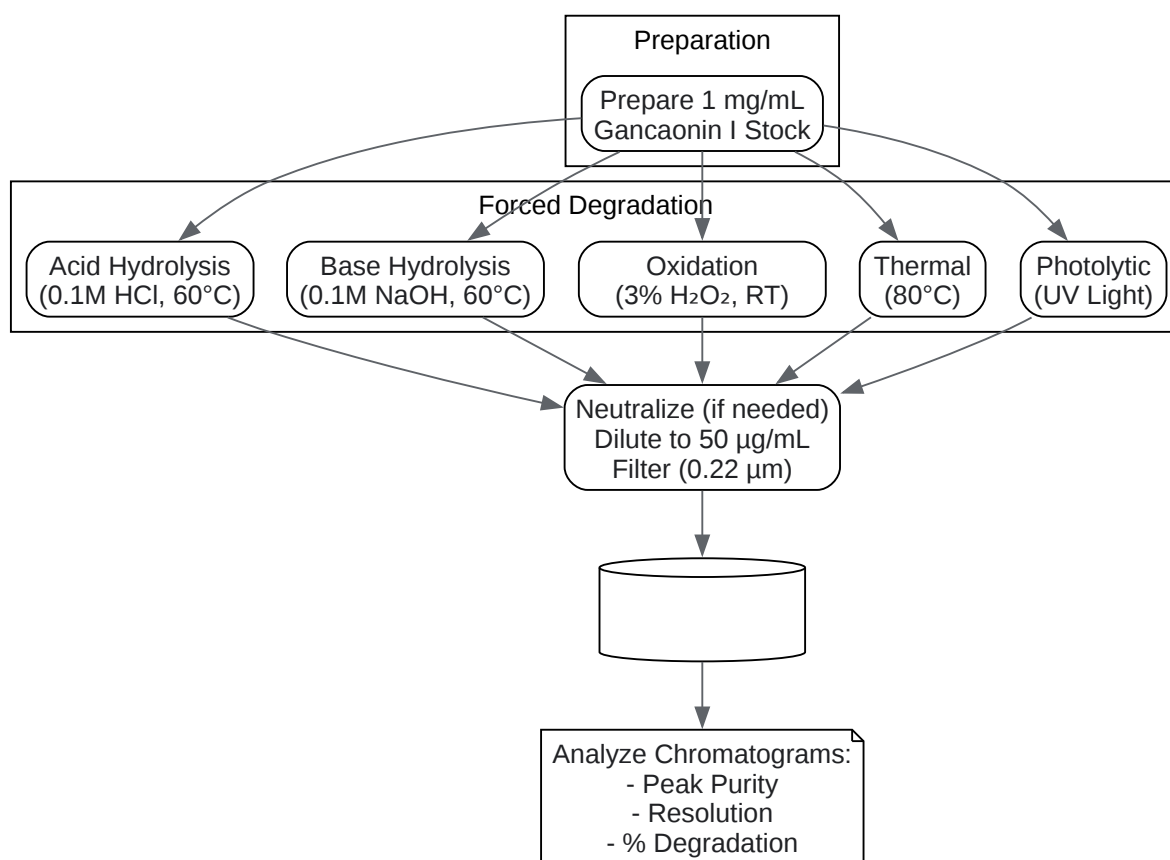 Preparation
Prepare 1 mg/mL
Gancaonin I Stock
Forced Degradation
Acid Hydrolysis
(0.1M HCl, 60°C)
Base Hydrolysis
(0.1M NaOH, 60°C)
Oxidation
(3% H₂O₂, RT)
Thermal
(80°C)
Photolytic
(UV Light)
Neutralize (if needed)
Dilute to 50 µg/mL
Filter (0.22 µm)
Analyze Chromatograms:
- Peak Purity
- Resolution
- % Degradation